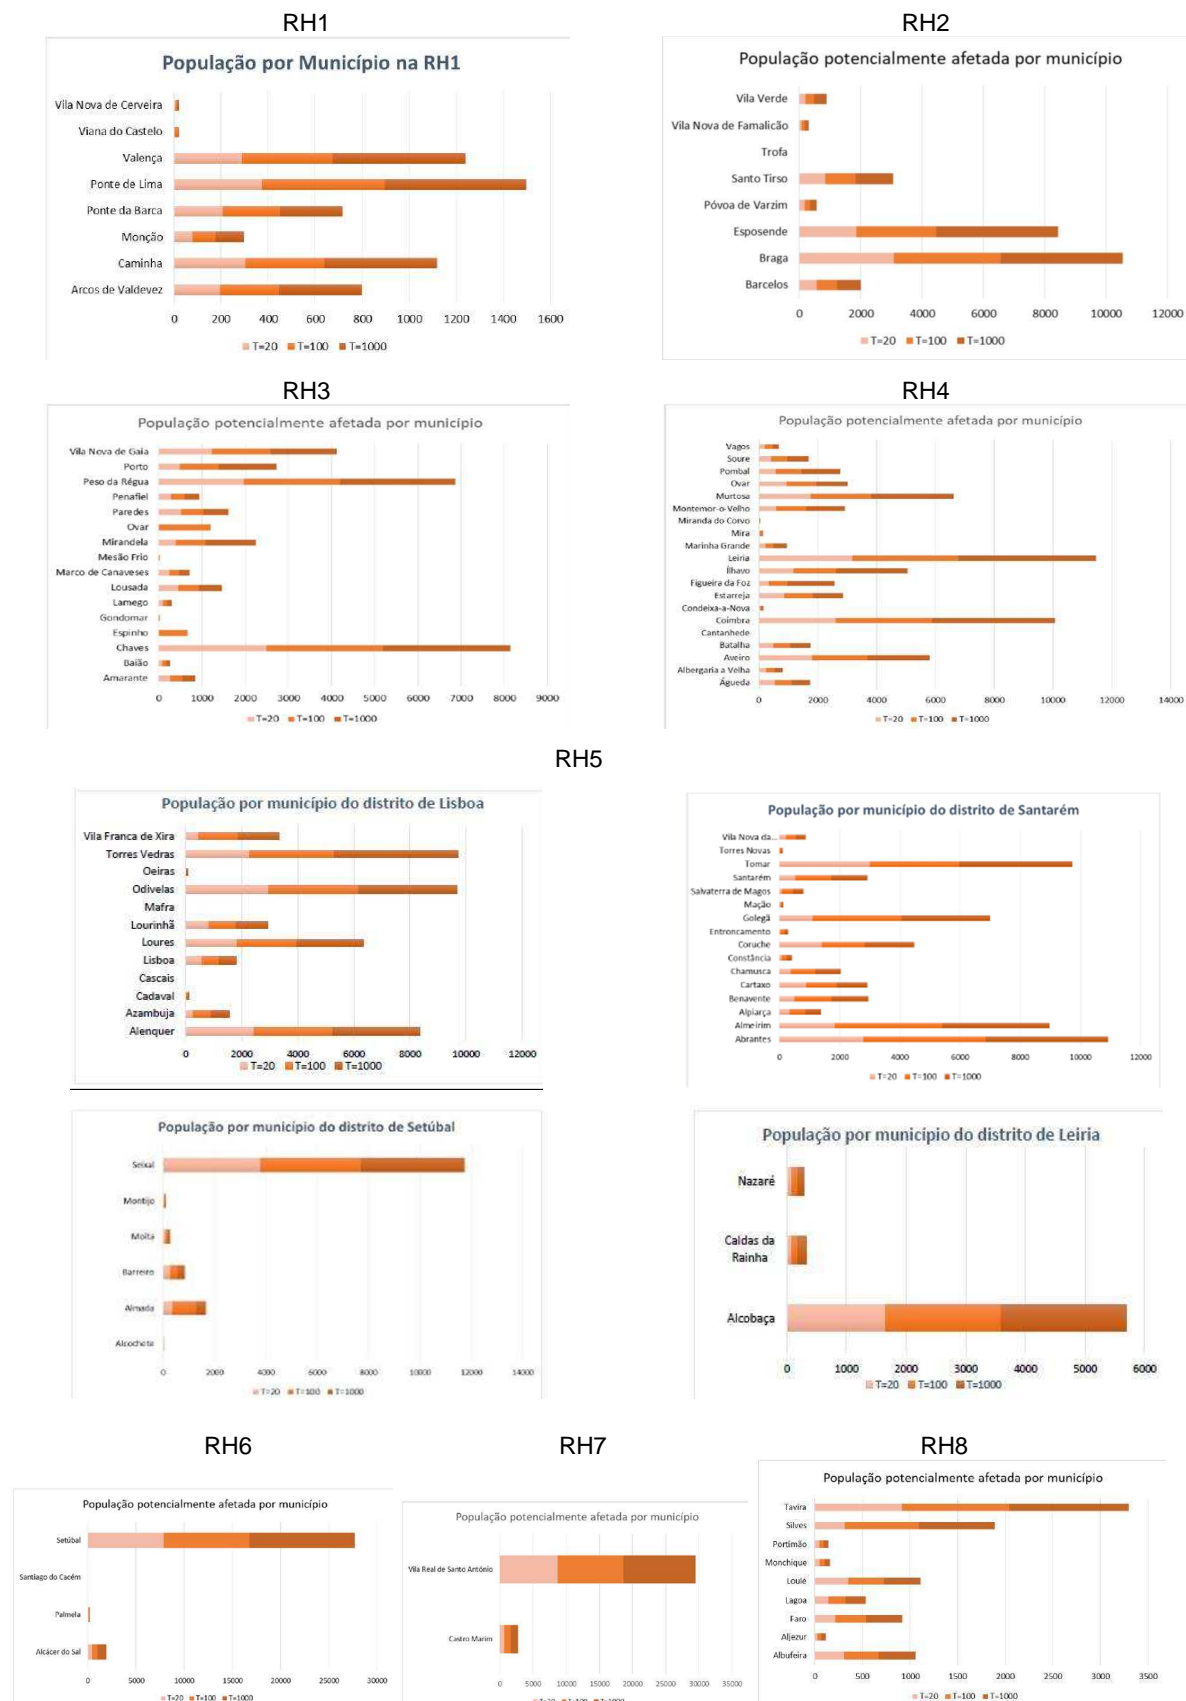 RH1
População por Município na RH1
Vila Nova de Cerveira
Viana do Castelo
Valença
Ponte de Lima
Ponte da Barca
Monção
Caminha
Arcos de Valdevez
0 200 400 600 800 1000 1200 1400 1600
T=20 T=100 T=1000
RH2
População potencialmente afetada por município
Vila Verde
Vila Nova de Famalicão
Trofa
Santo Tirso
Póvoa de Varzim
Esposende
Braga
Barcelos
0 2000 4000 6000 8000 10000 12000
T=20 T=100 T=1000
RH3
População potencialmente afetada por município
Vila Nova de Gaia
Porto
Peso da Régua
Penafiel
Paredes
Ovar
Mirandela
Mesão Frio
Marco de Canaveses
Lousada
Lamego
Gondomar
Espinho
Chaves
Baião
Amarante
0 1000 2000 3000 4000 5000 6000 7000 8000 9000
T=20 T=100 T=1000
RH4
População potencialmente afetada por município
Vagos
Soure
Pombal
Ovar
Murtosa
Montemor-o-Velho
Miranda do Corvo
Mira
Marinha Grande
Leiria
Ílhavo
Figueira da Foz
Estarreja
Condeixa-a-Nova
Coimbra
Cantanhede
Batalha
Aveiro
Albergaria a Velha
Águeda
0 2000 4000 6000 8000 10000 12000 14000
T=20 T=100 T=1000
RH5
População por município do distrito de Lisboa
Vila Franca de Xira
Torres Vedras
Oeiras
Odivelas
Mafra
Lourinhã
Loures
Lisboa
Cascais
Cadaval
Azambuja
Alenquer
0 2000 4000 6000 8000 10000 12000
T=20 T=100 T=1000
População por município do distrito de Santarém
Vila Nova da...
Torres Novas
Tomar
Santarém
Salvaterra de Magos
Mação
Golegã
Entroncamento
Coruche
Constância
Chamusca
Cartaxo
Benavente
Alpiarça
Almeirim
Abrantes
0 2000 4000 6000 8000 10000 12000
T=20 T=100 T=1000
População por município do distrito de Setúbal
Seixal
Montijo
Moita
Barreiro
Almada
Alcochete
0 2000 4000 6000 8000 10000 12000 14000
T=20 T=100 T=1000
População por município do distrito de Leiria
Nazaré
Caldas da
Rainha
Alcobaça
0 1000 2000 3000 4000 5000 6000
T=20 T=100 T=1000
RH6
População potencialmente afetada por município
Setúbal
Santiago do Cacém
Palmela
Alcácer do Sal
0 5000 10000 15000 20000 25000 30000
T=20 T=100 T=1000
RH7
População potencialmente afetada por município
Vila Real de Santo António
Castro Marim
0 5000 10000 15000 20000 25000 30000 35000
T=20 T=100 T=1000
RH8
População potencialmente afetada por município
Tavira
Silves
Portimão
Monchique
Loulé
Lagoa
Faro
Aljezur
Albufeira
0 500 1000 1500 2000 2500 3000 3500
T=20 T=100 T=1000